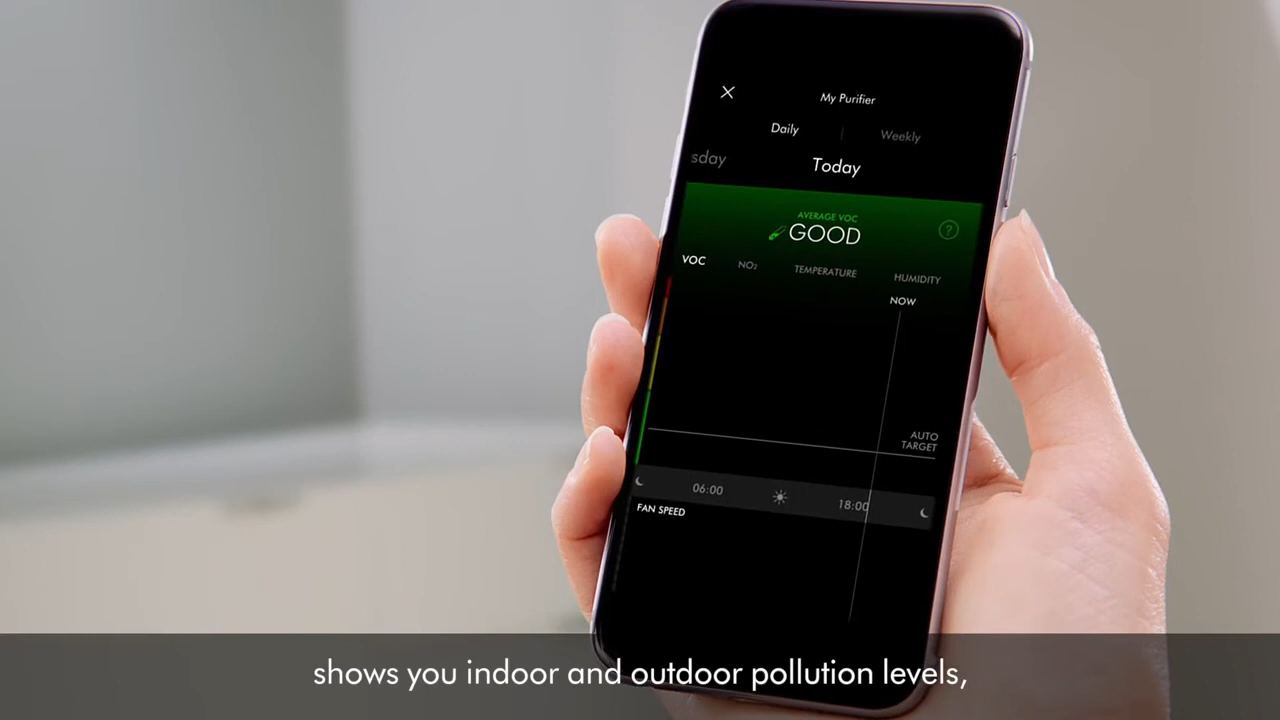 My Purifier
Daily
Weekly
sday
Today
AVERAGE VOC
GOOD
?
VOC
NO₂
TEMPERATURE
HUMIDITY
NOW
AUTO
TARGET
06:00
18:00
FAN SPEED
shows you indoor and outdoor pollution levels,